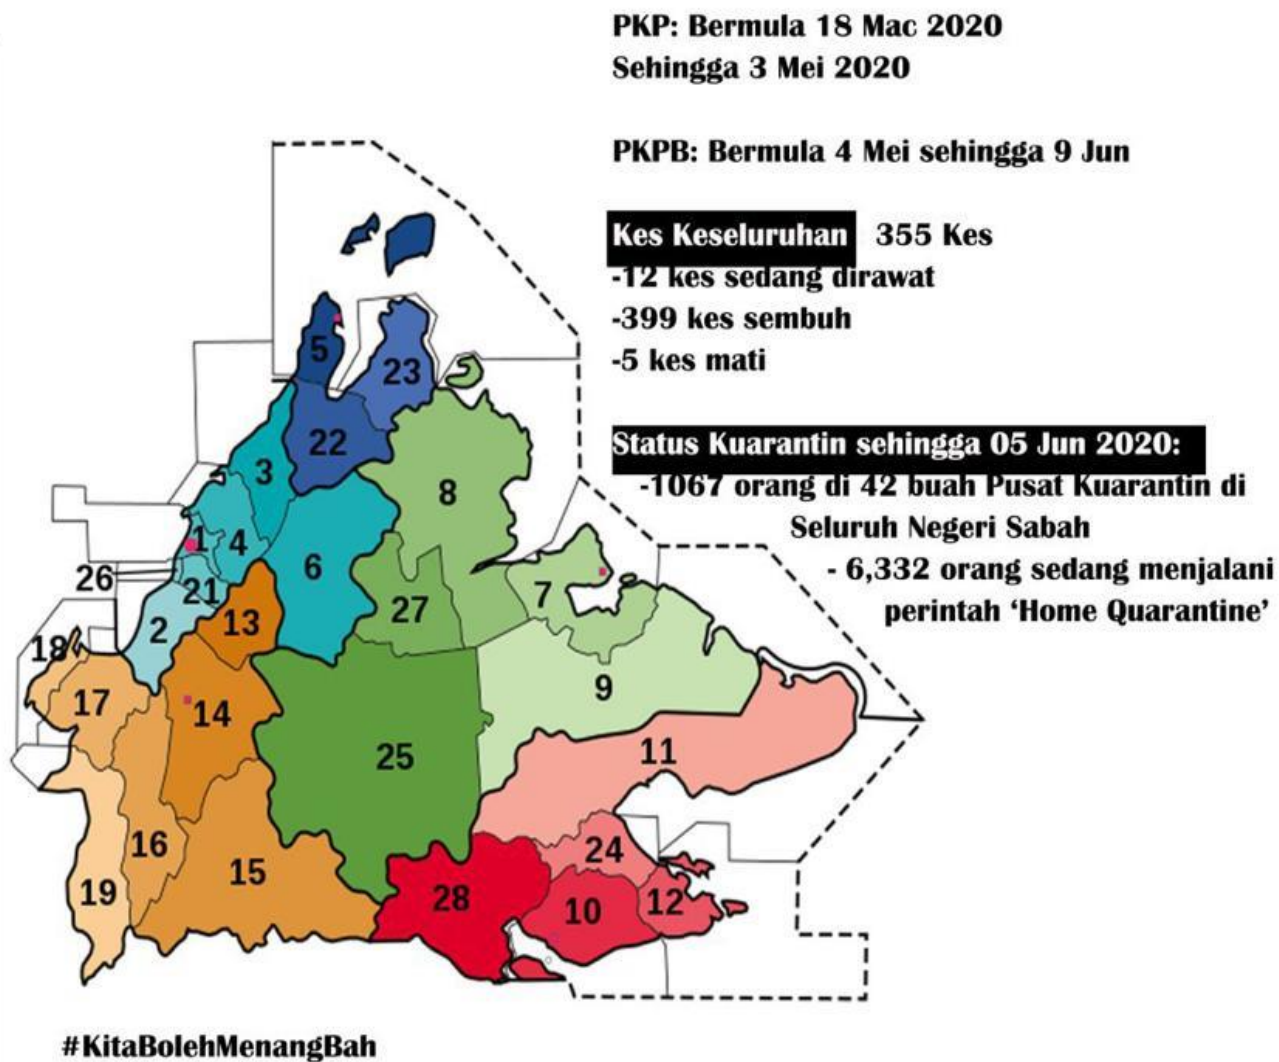 PKP: Bermula 18 Mac 2020
Sehingga 3 Mei 2020
PKPB: Bermula 4 Mei sehingga 9 Jun
Kes Keseluruhan 355 Kes
-12 kes sedang dirawat
-399 kes sembuh
-5 kes mati
Status Kuarantin sehingga 05 Jun 2020:
-1067 orang di 42 buah Pusat Kuarantin di
Seluruh Negeri Sabah
- 6,332 orang sedang menjalani
perintah ‘Home Quarantine’
5
23
22
3
8
1
4
26
21
6
27
7
2
13
18
17
14
9
25
11
16
15
19
24
28
10
12
#KitaBolehMenangBah